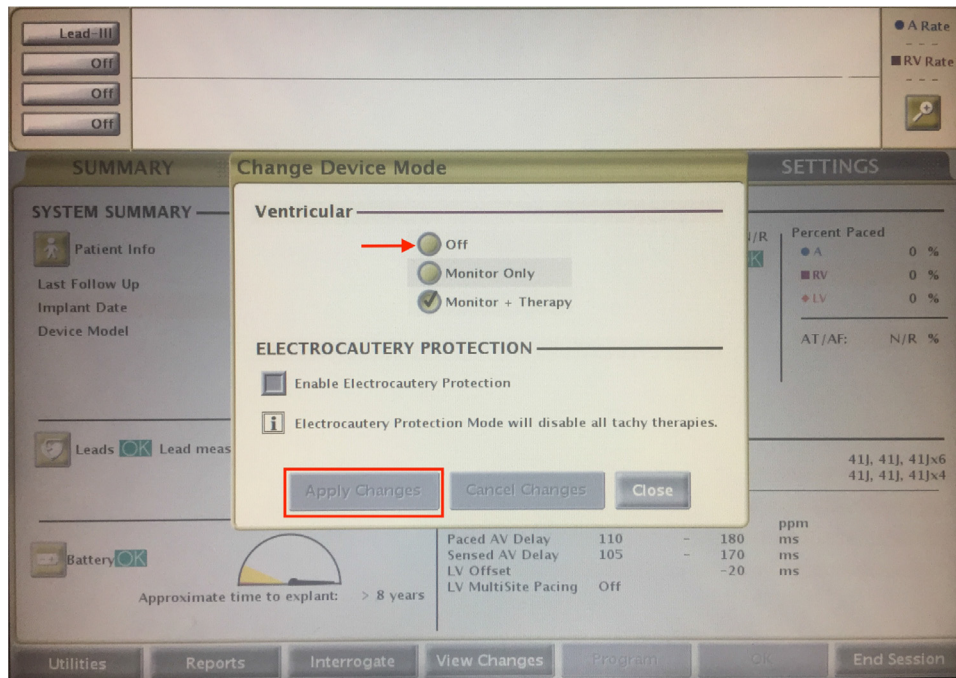 Lead-III
Off
Off
Off
A Rate
- - -
RV Rate
- - -
SUMMARY
Change Device Mode
SETTINGS
SYSTEM SUMMARY
Patient Info
Last Follow Up
Implant Date
Device Model
Ventricular
Off
Monitor Only
Monitor + Therapy
ELECTROCAUTERY PROTECTION
Enable Electrocautery Protection
i Electrocautery Protection Mode will disable all tachy therapies.
Apply Changes
Cancel Changes
Close
Percent Paced
A 0 %
RV 0 %
LV 0 %
AT/AF: N/R %
Leads OK Lead meas
41J, 41J, 41Jx6
41J, 41J, 41Jx4
ppm
Paced AV Delay 110 - 180 ms
Sensed AV Delay 105 - 170 ms
LV Offset -20 ms
LV MultiSite Pacing Off
Battery OK
Approximate time to explant: > 8 years
Utilities
Reports
Interrogate
View Changes
Program
OK
End Session